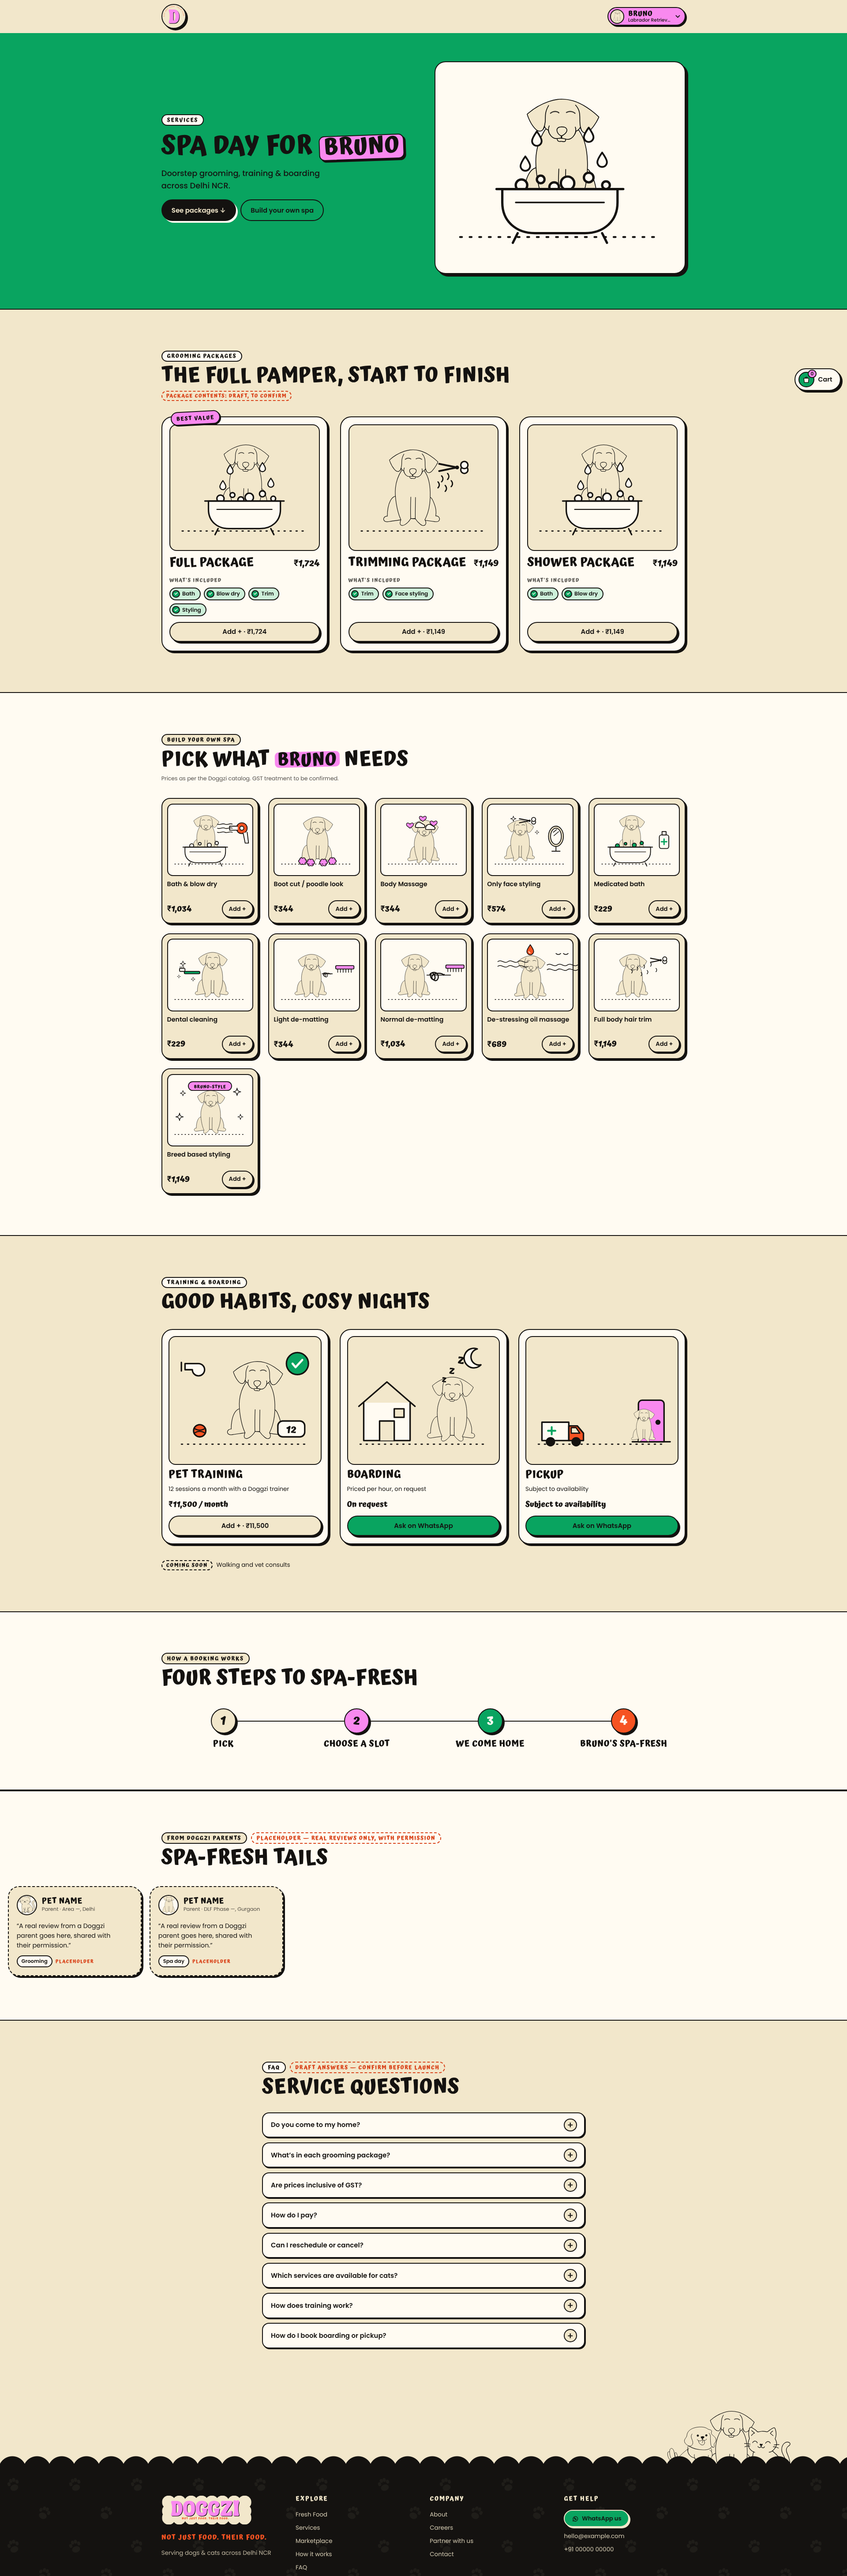 D
BRUNO
Labrador Retriev...
SERVICES
SPA DAY FOR BRUNO
Doorstep grooming, training & boarding
across Delhi NCR.
See packages ↓
Build your own spa
GROOMING PACKAGES
THE FULL PAMPER, START TO FINISH
PACKAGE CONTENTS: DRAFT, TO CONFIRM
Cart
BEST VALUE
FULL PACKAGE ₹1,724
WHAT'S INCLUDED
Bath Blow dry Trim
Styling
Add + · ₹1,724
TRIMMING PACKAGE ₹1,149
WHAT'S INCLUDED
Trim Face styling
Add + · ₹1,149
SHOWER PACKAGE ₹1,149
WHAT'S INCLUDED
Bath Blow dry
Add + · ₹1,149
BUILD YOUR OWN SPA
PICK WHAT BRUNO NEEDS
Prices as per the Doggzi catalog. GST treatment to be confirmed.
Bath & blow dry
₹1,034 Add +
Boot cut / poodle look
₹344 Add +
Body Massage
₹344 Add +
Only face styling
₹574 Add +
Medicated bath
₹229 Add +
Dental cleaning
₹229 Add +
Light de-matting
₹344 Add +
Normal de-matting
₹1,034 Add +
De-stressing oil massage
₹689 Add +
Full body hair trim
₹1,149 Add +
BRUNO-STYLE
Breed based styling
₹1,149 Add +
TRAINING & BOARDING
GOOD HABITS, COSY NIGHTS
12
PET TRAINING
12 sessions a month with a Doggzi trainer
₹11,500 / month
Add + · ₹11,500
z
z
z
BOARDING
Priced per hour, on request
On request
Ask on WhatsApp
PICKUP
Subject to availability
Subject to availability
Ask on WhatsApp
COMING SOON Walking and vet consults
HOW A BOOKING WORKS
FOUR STEPS TO SPA-FRESH
1
PICK
2
CHOOSE A SLOT
3
WE COME HOME
4
BRUNO'S SPA-FRESH
FROM DOGGZI PARENTS PLACEHOLDER — REAL REVIEWS ONLY, WITH PERMISSION
SPA-FRESH TAILS
PET NAME
Parent · Area —, Delhi
"A real review from a Doggzi
parent goes here, shared with
their permission."
Grooming PLACEHOLDER
PET NAME
Parent · DLF Phase —, Gurgaon
"A real review from a Doggzi
parent goes here, shared with
their permission."
Spa day PLACEHOLDER
FAQ DRAFT ANSWERS — CONFIRM BEFORE LAUNCH
SERVICE QUESTIONS
Do you come to my home?
What's in each grooming package?
Are prices inclusive of GST?
How do I pay?
Can I reschedule or cancel?
Which services are available for cats?
How does training work?
How do I book boarding or pickup?
DOGGZI
NOT JUST FOOD. THEIR FOOD.
NOT JUST FOOD. THEIR FOOD.
Serving dogs & cats across Delhi NCR
EXPLORE
Fresh Food
Services
Marketplace
How it works
FAQ
COMPANY
About
Careers
Partner with us
Contact
GET HELP
WhatsApp us
hello@example.com
+91 00000 00000